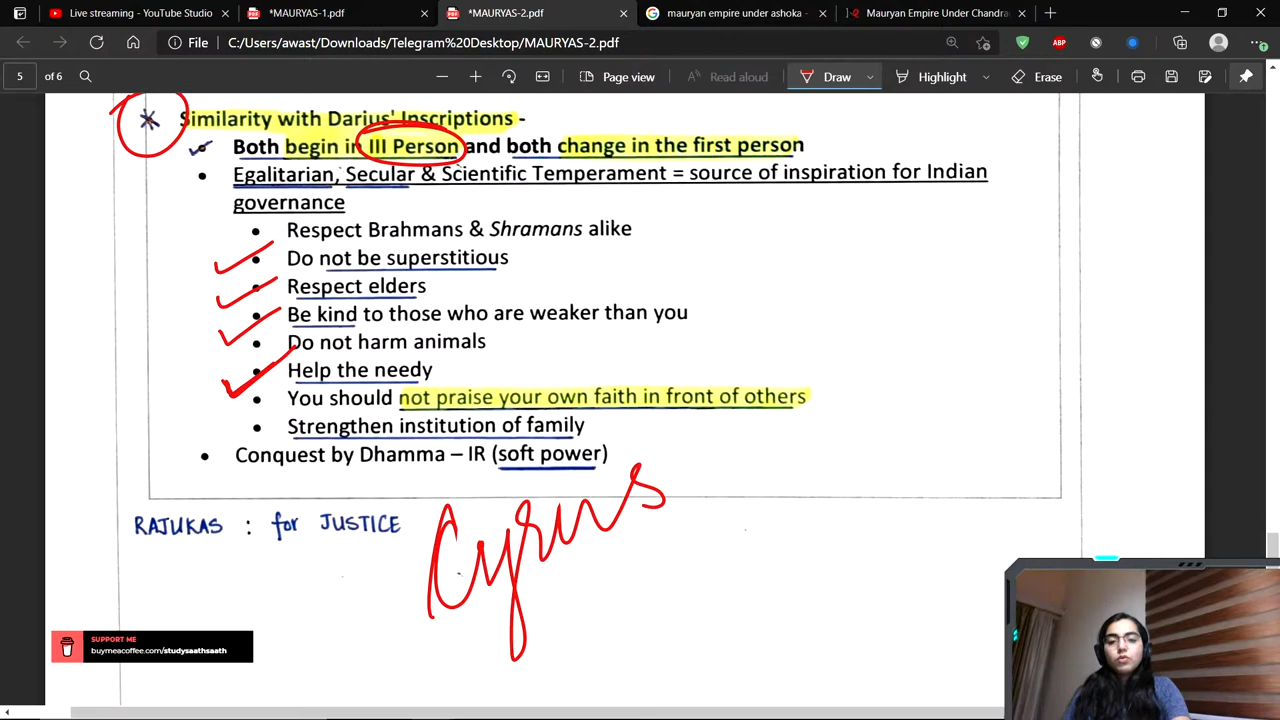 Live streaming - YouTube Studio
*MAURYAS-1.pdf
*MAURYAS-2.pdf
mauryan empire under ashoka -
Mauryan Empire Under Chandra
File
C:/Users/awast/Downloads/Telegram%20Desktop/MAURYAS-2.pdf
5 of 6
Page view
Read aloud
Draw
Highlight
Erase
Similarity with Darius' Inscriptions -
Both begin in III Person and both change in the first person
Egalitarian, Secular & Scientific Temperament = source of inspiration for Indian
governance
Respect Brahmans & Shramans alike
Do not be superstitious
Respect elders
Be kind to those who are weaker than you
Do not harm animals
Help the needy
You should not praise your own faith in front of others
Strengthen institution of family
Conquest by Dhamma – IR (soft power)
RAJUKAS : for JUSTICE
Cyrus
SUPPORT ME
buymeacoffee.com/studysaathsaath